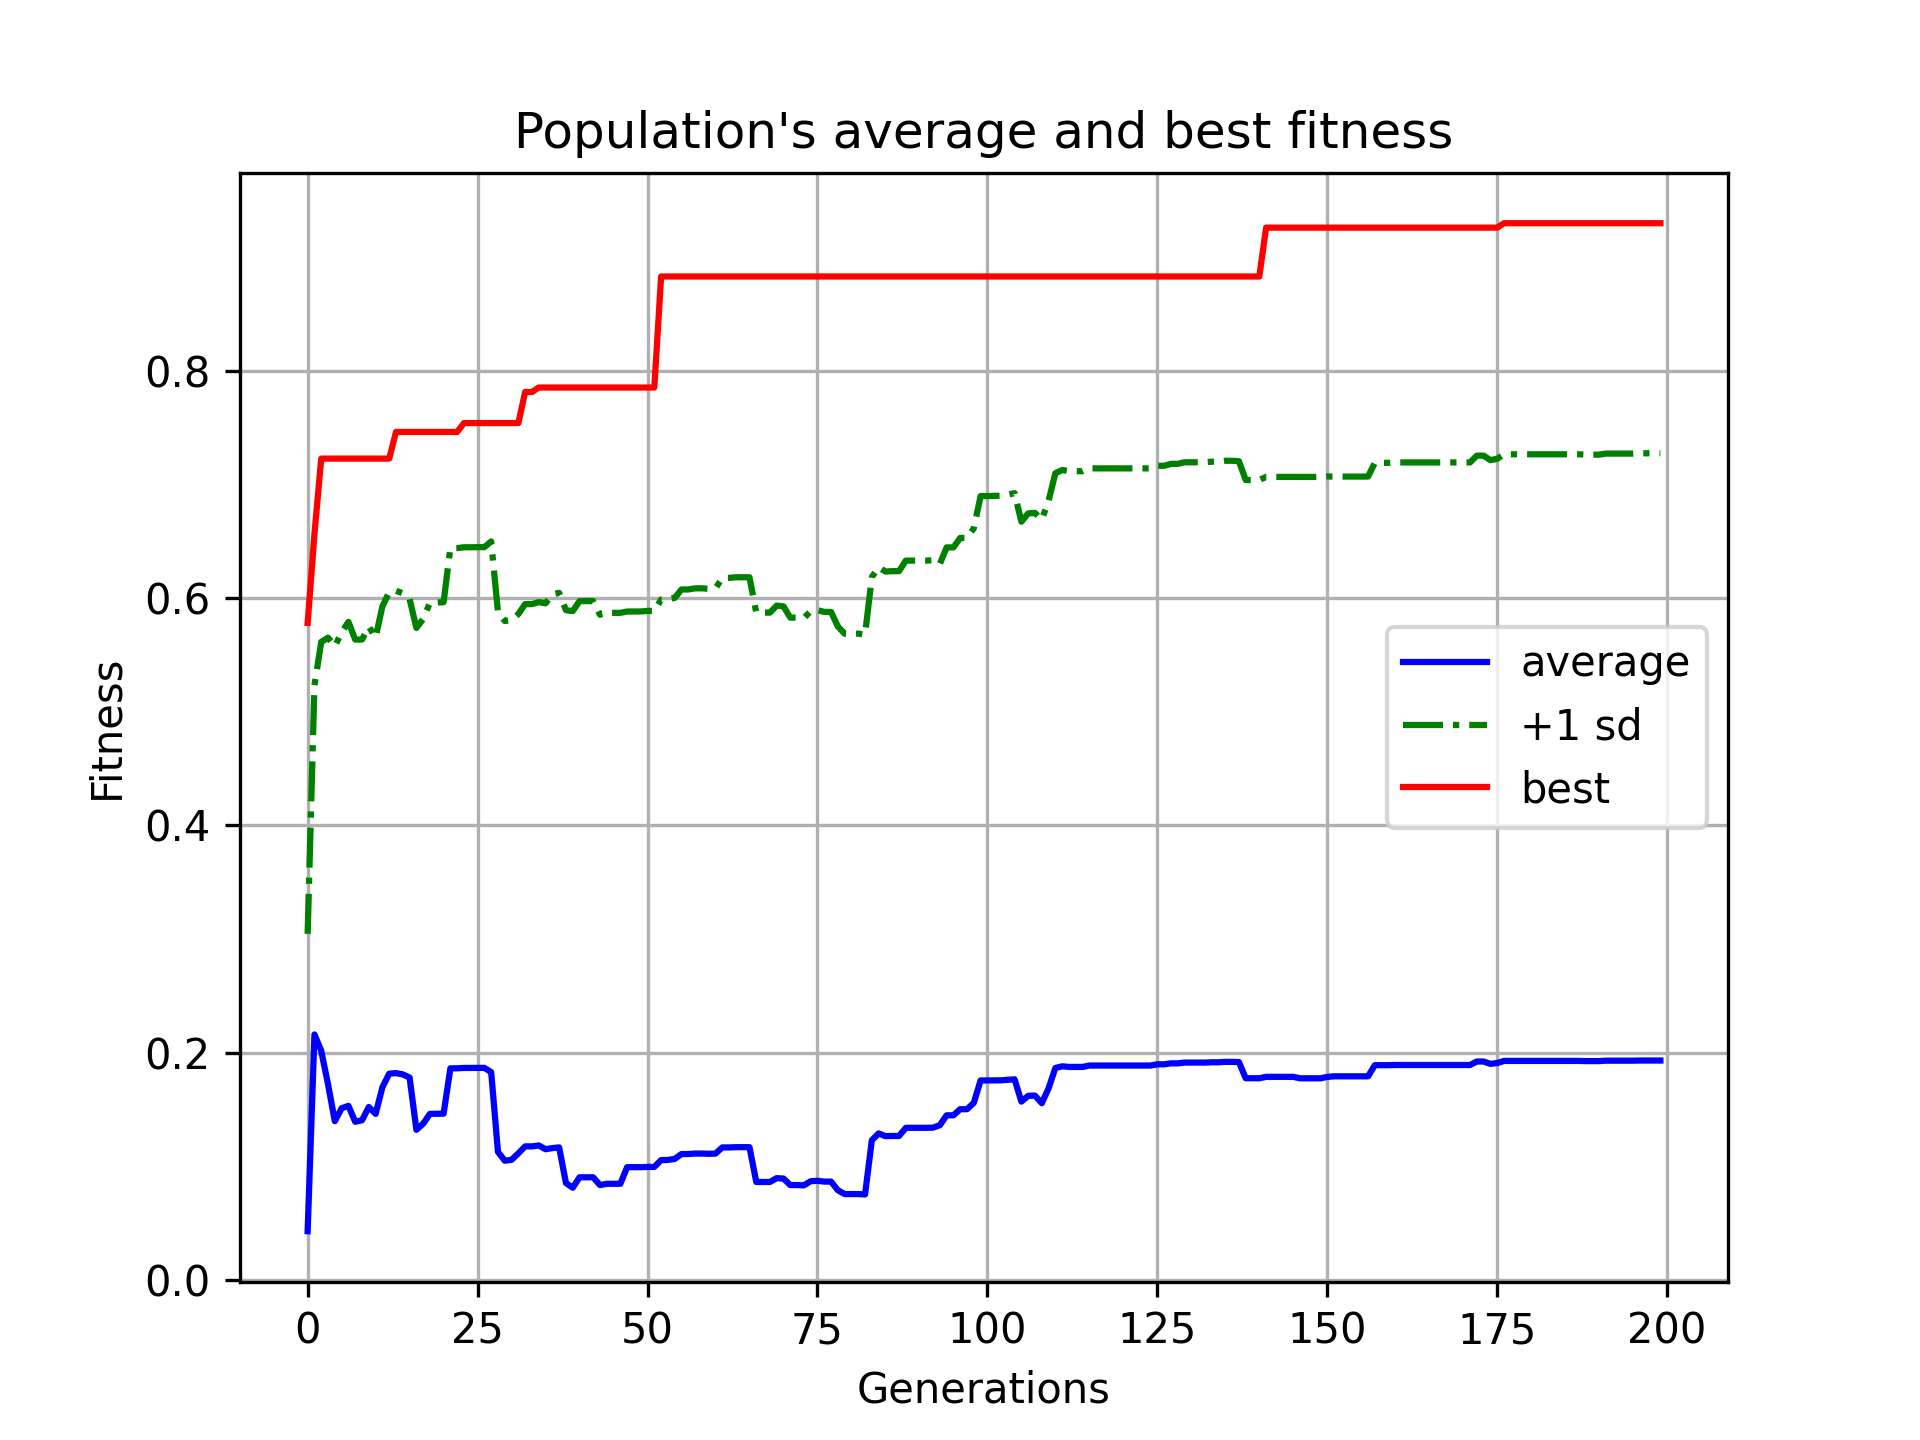 Population's average and best fitness
Fitness
0.8
0.6
0.4
0.2
0.0
average
+1 sd
best
0 25 50 75 100 125 150 175 200
Generations